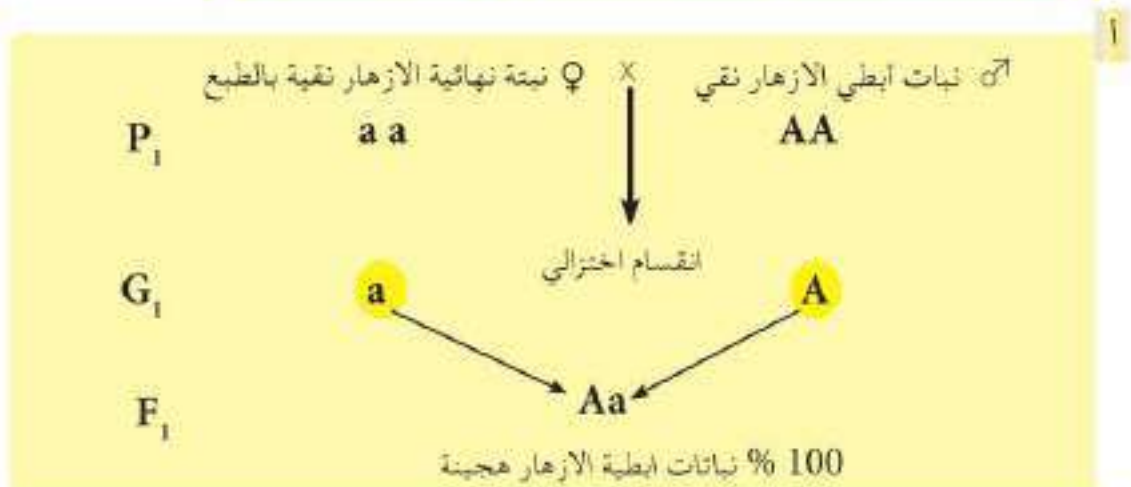 أ
♂ نبات ابطي الازهار نقي X ♀ نبتة نهائية الازهار نقية بالطبع
P1 a a AA
انقسام اختزالي
G1 a A
F1 Aa
100 % نباتات ابطية الازهار هجينة